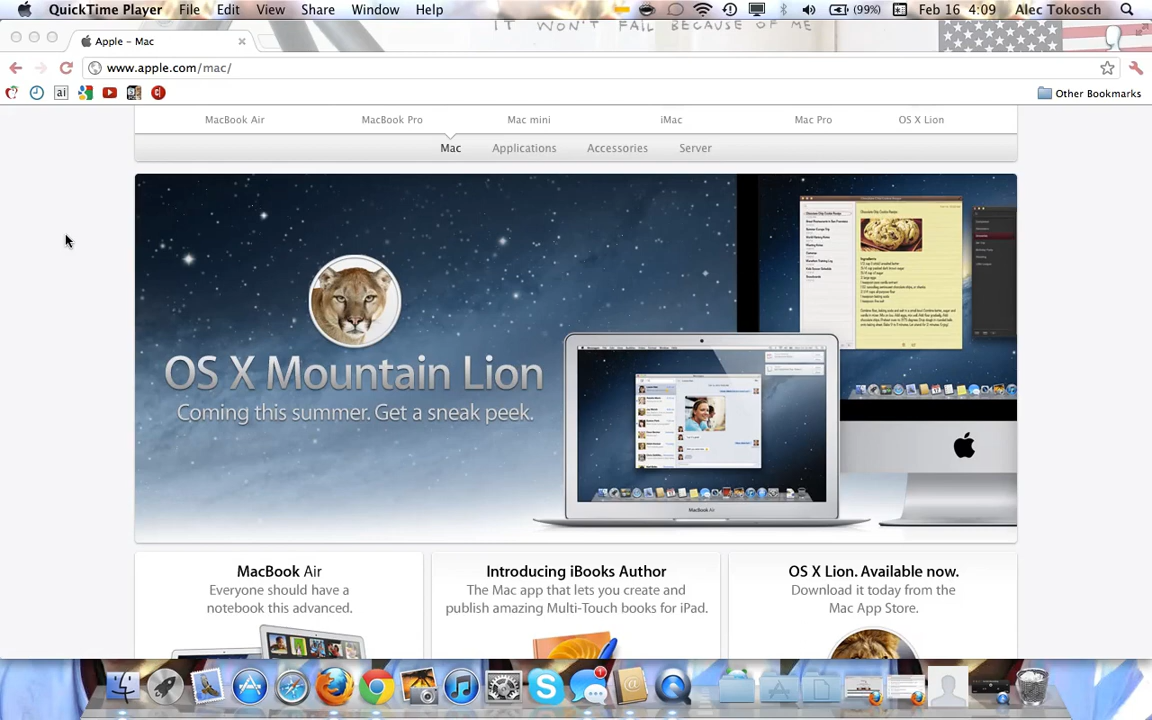 QuickTime Player File Edit View Share Window Help (99%) Feb 16 4:09 Alec Tokosch
IT WON'T FAIL BECAUSE OF ME
Apple – Mac
www.apple.com/mac/
ai Other Bookmarks
MacBook Air MacBook Pro Mac mini iMac Mac Pro OS X Lion
Mac Applications Accessories Server
OS X Mountain Lion
Coming this summer. Get a sneak peek.
MacBook Air
MacBook Air Introducing iBooks Author OS X Lion. Available now.
Everyone should have a The Mac app that lets you create and Download it today from the
notebook this advanced. publish amazing Multi-Touch books for iPad. Mac App Store.
1